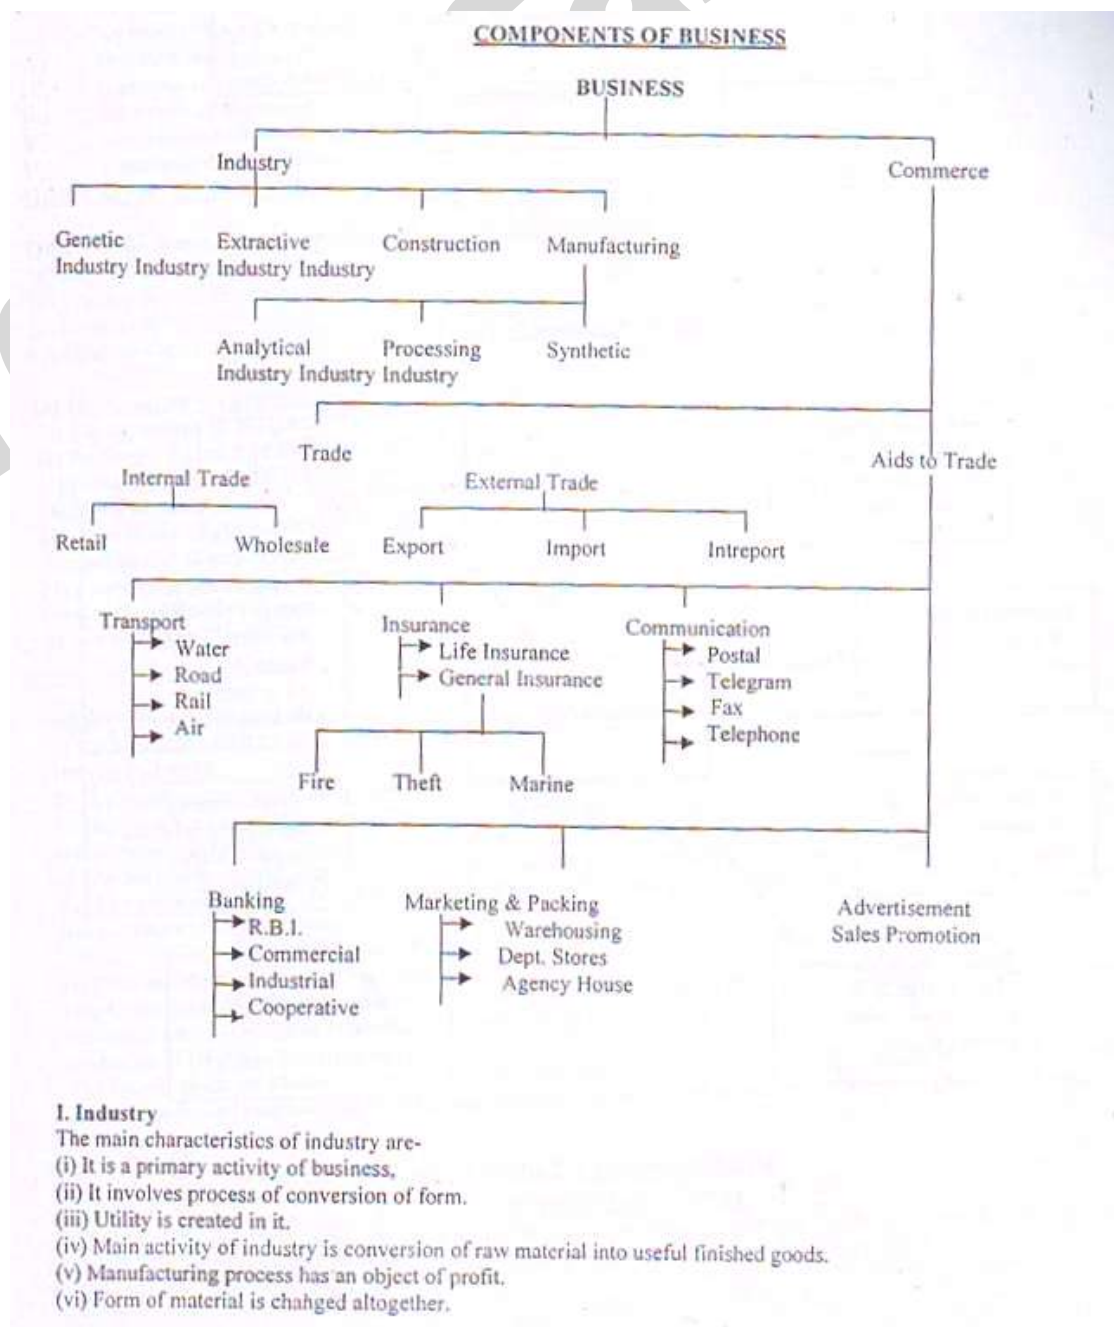 COMPONENTS OF BUSINESS
BUSINESS
Industry
Commerce
Genetic Extractive Construction Manufacturing
Industry Industry Industry Industry
Analytical Processing Synthetic
Industry Industry Industry
Trade
Aids to Trade
Internal Trade External Trade
Retail Wholesale Export Import Intreport
Transport Insurance Communication
Water Life Insurance Postal
Road General Insurance Telegram
Rail Fax
Air Telephone
Fire Theft Marine
Banking Marketing & Packing Advertisement
R.B.I. Warehousing Sales Promotion
Commercial Dept. Stores
Industrial Agency House
Cooperative
I. Industry
The main characteristics of industry are-
(i) It is a primary activity of business,
(ii) It involves process of conversion of form.
(iii) Utility is created in it.
(iv) Main activity of industry is conversion of raw material into useful finished goods.
(v) Manufacturing process has an object of profit.
(vi) Form of material is chahged altogether.